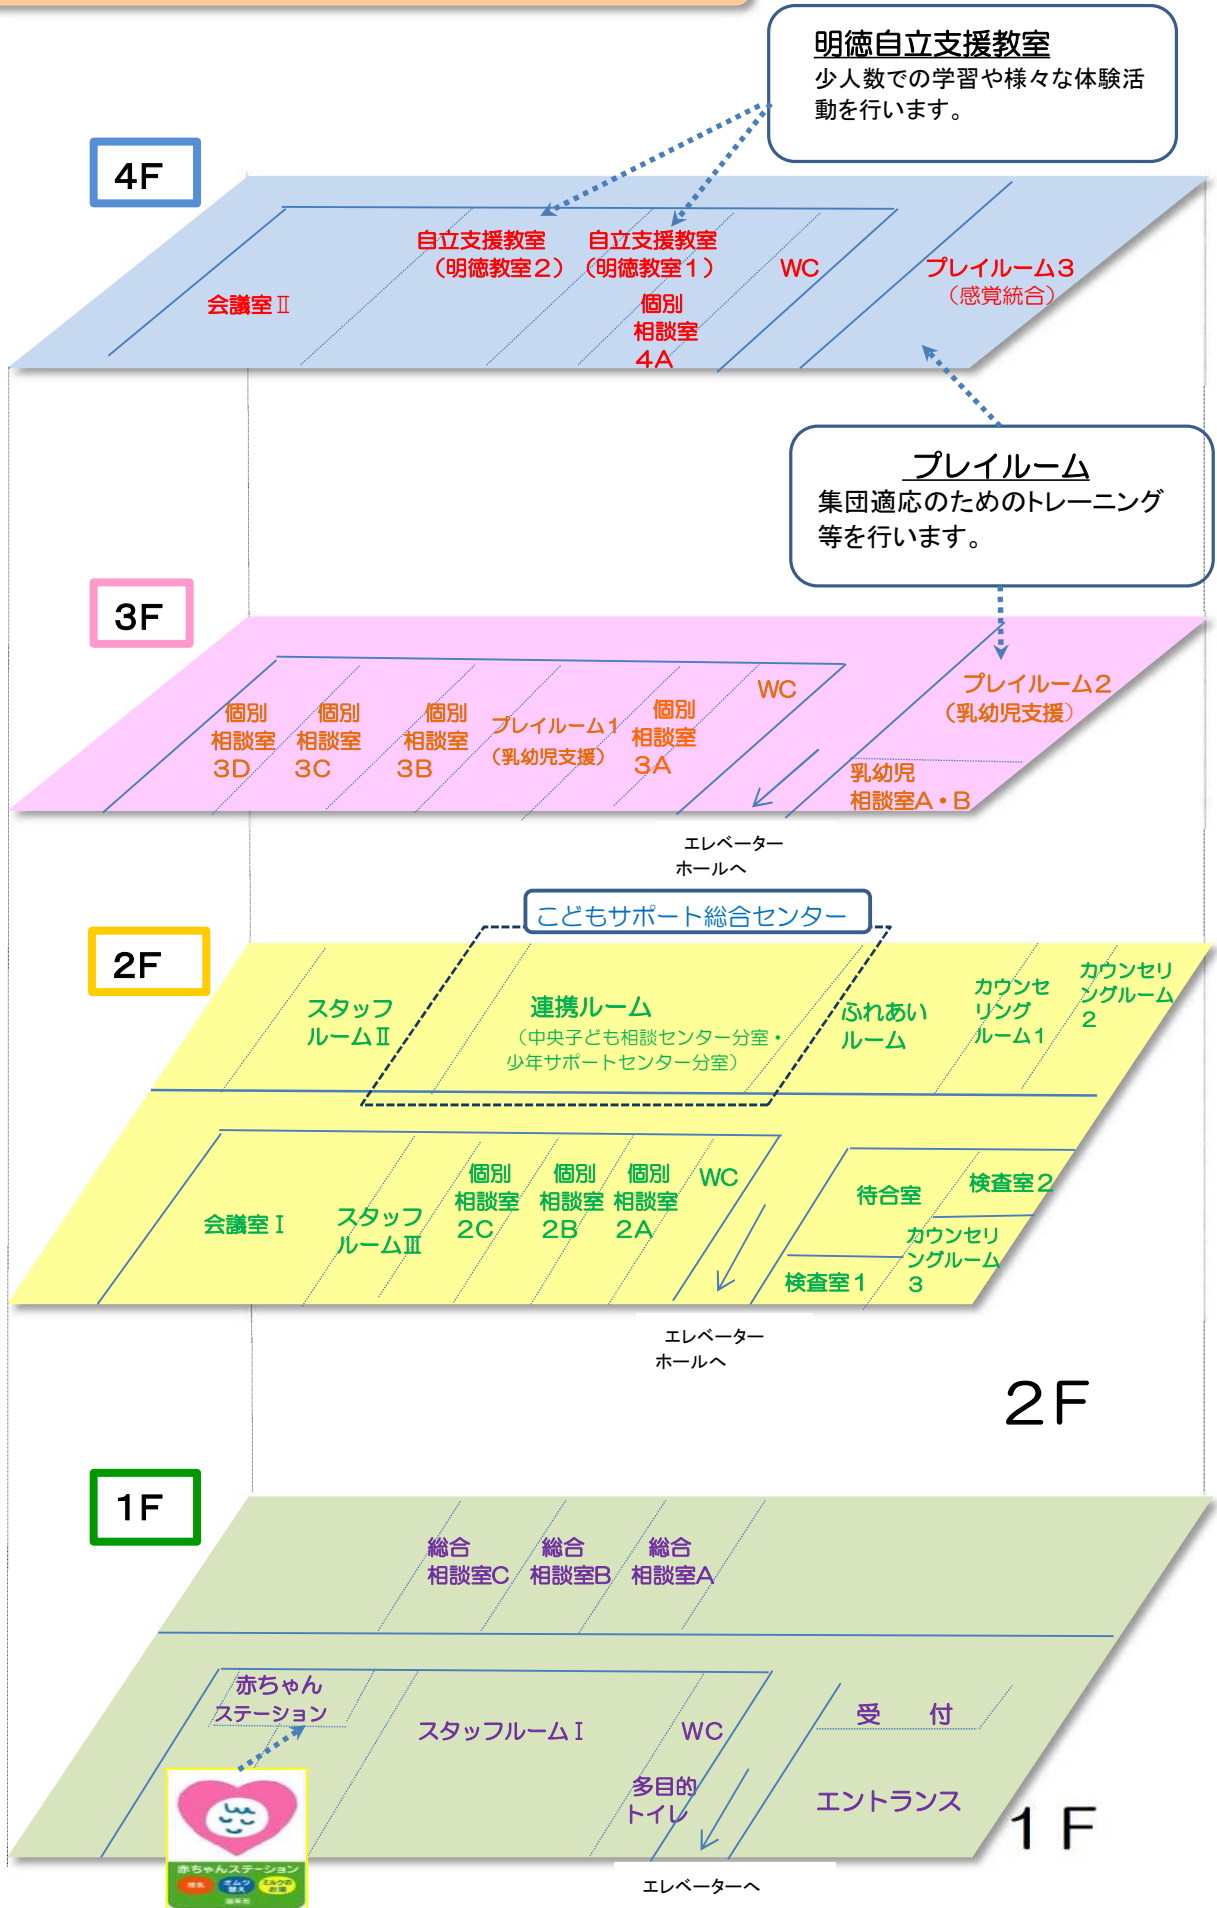 明徳自立支援教室
少人数での学習や様々な体験活
動を行います。
4F
自立支援教室
（明徳教室２）
自立支援教室
（明徳教室１）
WC
プレイルーム３
（感覚統合）
会議室Ⅱ
個別
相談室
4A
プレイルーム
集団適応のためのトレーニング
等を行います。
3F
個別
相談室
3D
個別
相談室
3C
個別
相談室
3B
プレイルーム１
（乳幼児支援）
個別
相談室
3A
WC
プレイルーム２
（乳幼児支援）
乳幼児
相談室A・B
エレベーター
ホールへ
こどもサポート総合センター
2F
スタッフ
ルームⅡ
連携ルーム
（中央子ども相談センター分室・
少年サポートセンター分室）
ふれあい
ルーム
カウンセ
リング
ルーム１
カウンセリ
ングルーム
2
会議室Ⅰ
スタッフ
ルームⅢ
個別
相談室
2C
個別
相談室
2B
個別
相談室
2A
WC
待合室
検査室２
検査室１
カウンセリ
ングルーム
3
エレベーター
ホールへ
２F
1F
総合
相談室C
総合
相談室B
総合
相談室A
赤ちゃん
ステーション
スタッフルームⅠ
WC
多目的
トイレ
受　付
エントランス
１F
赤ちゃんステーション
授乳
オムツ
替え
ミルクの
お湯
エレベーターへ